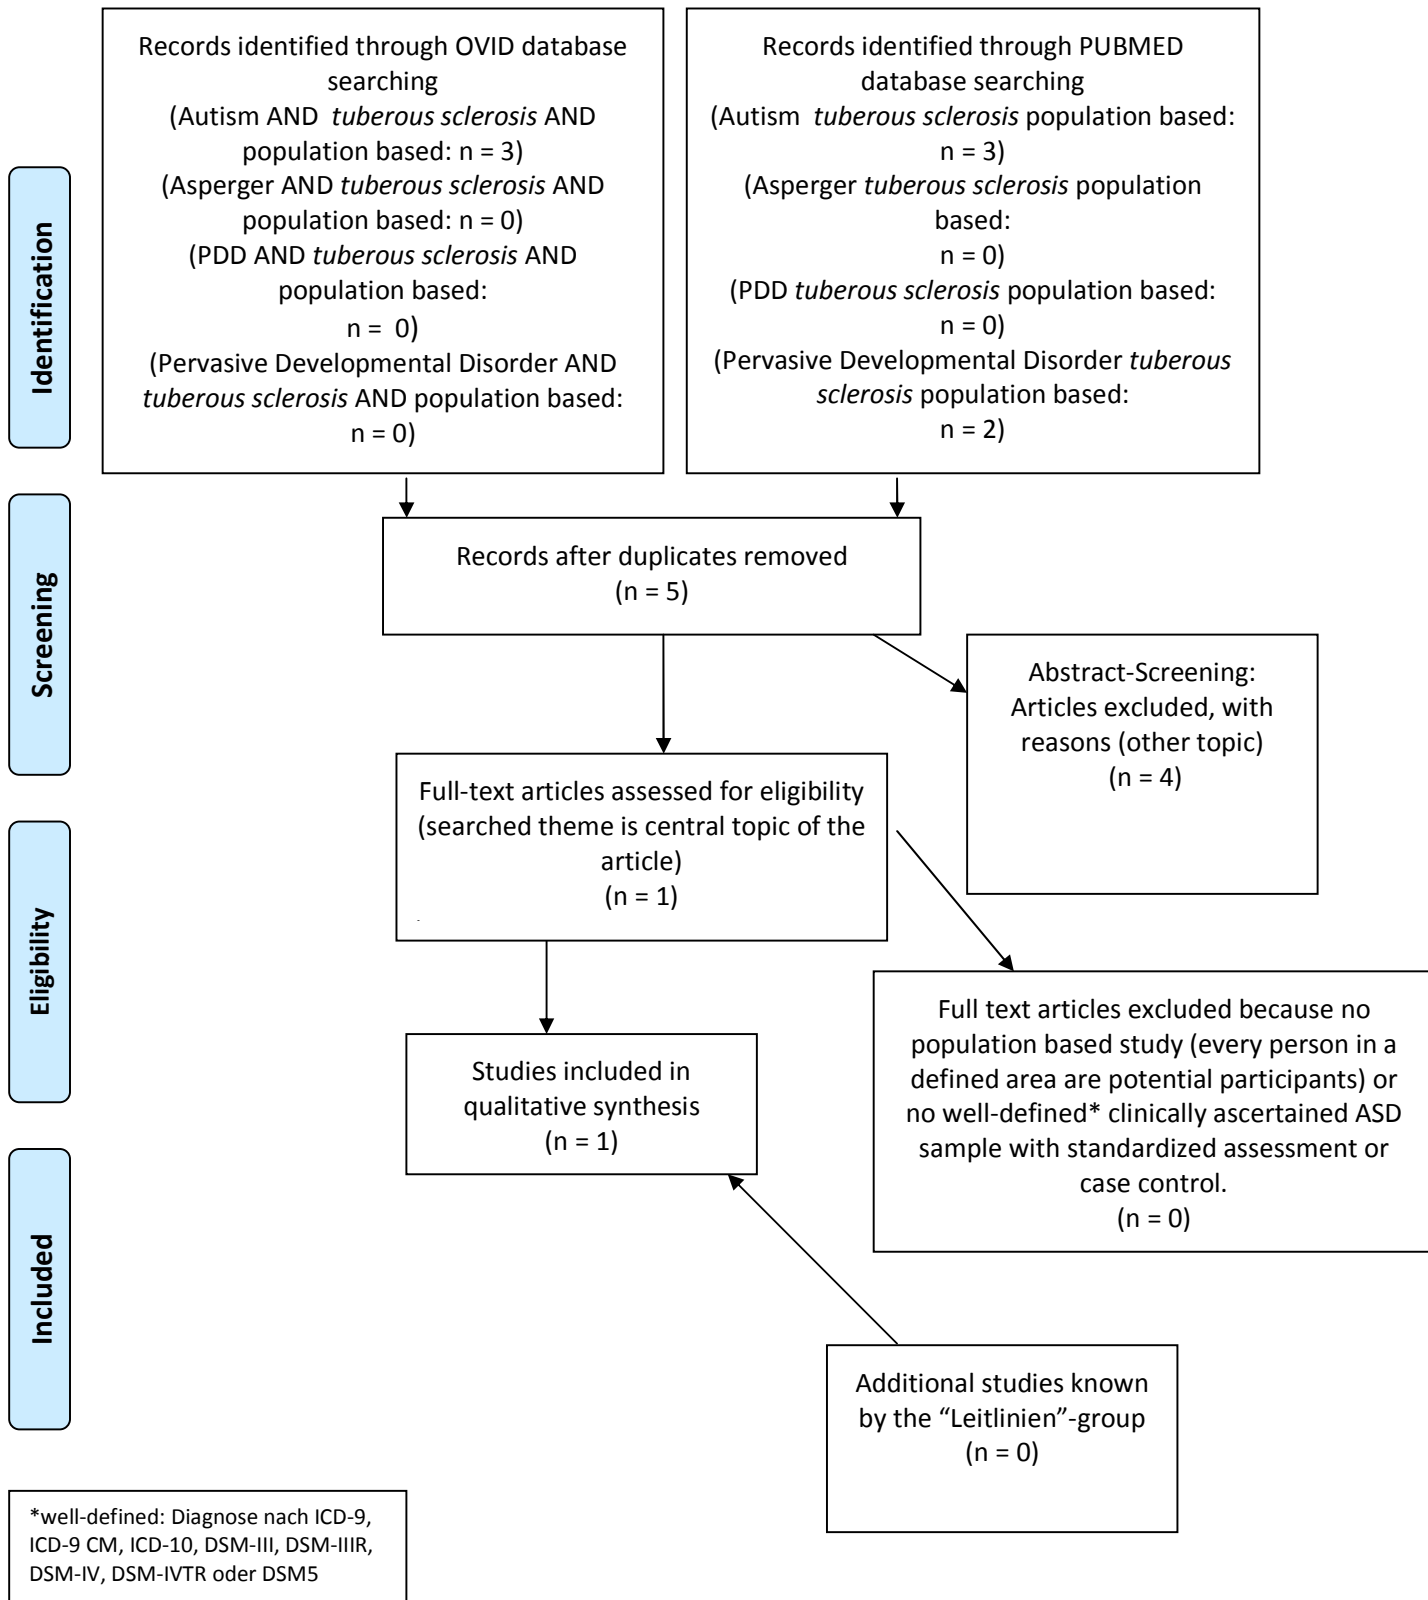 Records identified through OVID database
searching
(Autism AND tuberous sclerosis AND
population based: n = 3)
(Asperger AND tuberous sclerosis AND
population based: n = 0)
(PDD AND tuberous sclerosis AND
population based:
n = 0)
(Pervasive Developmental Disorder AND
tuberous sclerosis AND population based:
n = 0)
Records identified through PUBMED
database searching
(Autism tuberous sclerosis population based:
n = 3)
(Asperger tuberous sclerosis population
based:
n = 0)
(PDD tuberous sclerosis population based:
n = 0)
(Pervasive Developmental Disorder tuberous
sclerosis population based:
n = 2)
Identification
Screening
Records after duplicates removed
(n = 5)
Abstract-Screening:
Articles excluded, with
reasons (other topic)
(n = 4)
Full-text articles assessed for eligibility
(searched theme is central topic of the
article)
(n = 1)
Eligibility
Full text articles excluded because no
population based study (every person in a
defined area are potential participants) or
no well-defined* clinically ascertained ASD
sample with standardized assessment or
case control.
(n = 0)
Studies included in
qualitative synthesis
(n = 1)
Included
Additional studies known
by the “Leitlinien”-group
(n = 0)
*well-defined: Diagnose nach ICD-9,
ICD-9 CM, ICD-10, DSM-III, DSM-IIIR,
DSM-IV, DSM-IVTR oder DSM5